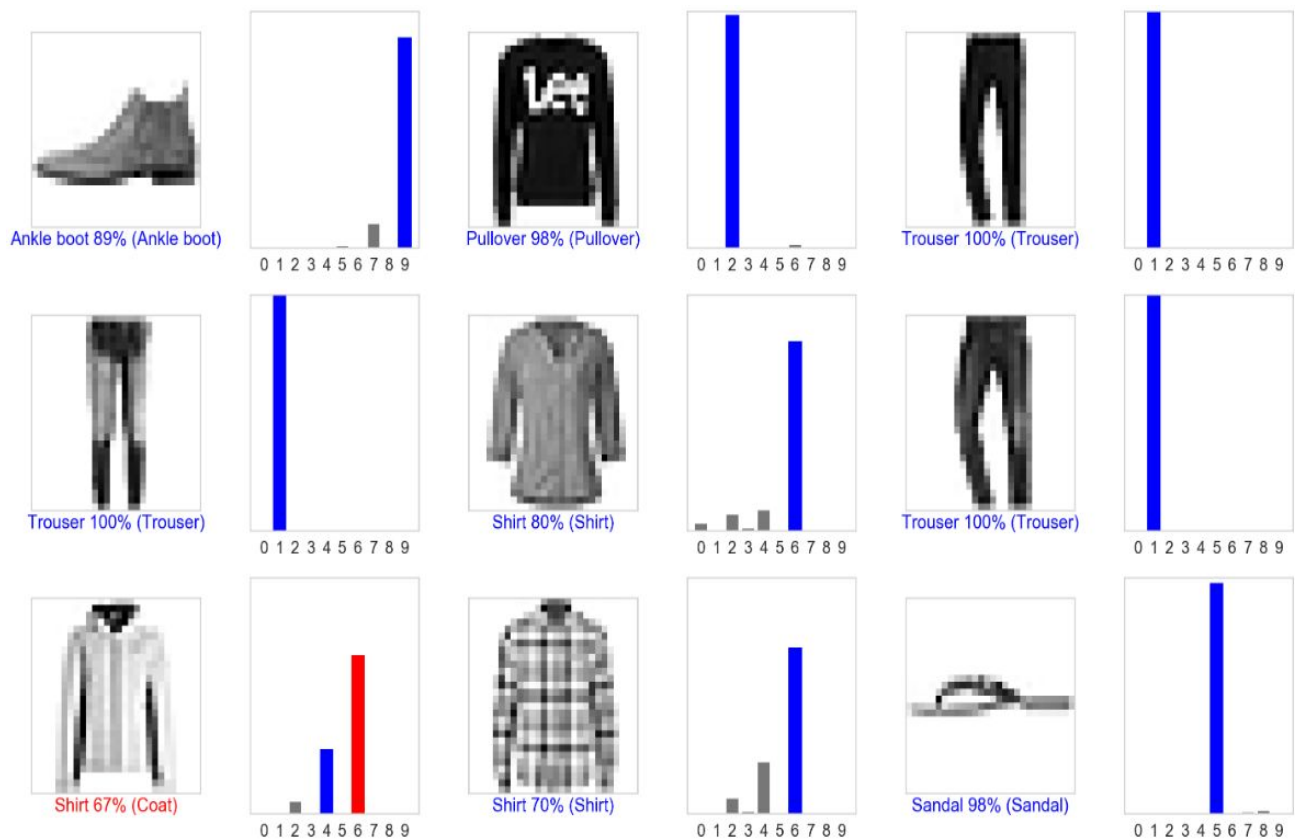 Ankle boot 89% (Ankle boot)
0 1 2 3 4 5 6 7 8 9
Pullover 98% (Pullover)
0 1 2 3 4 5 6 7 8 9
Trouser 100% (Trouser)
0 1 2 3 4 5 6 7 8 9
Trouser 100% (Trouser)
0 1 2 3 4 5 6 7 8 9
Shirt 80% (Shirt)
0 1 2 3 4 5 6 7 8 9
Trouser 100% (Trouser)
0 1 2 3 4 5 6 7 8 9
Shirt 67% (Coat)
0 1 2 3 4 5 6 7 8 9
Shirt 70% (Shirt)
0 1 2 3 4 5 6 7 8 9
Sandal 98% (Sandal)
0 1 2 3 4 5 6 7 8 9